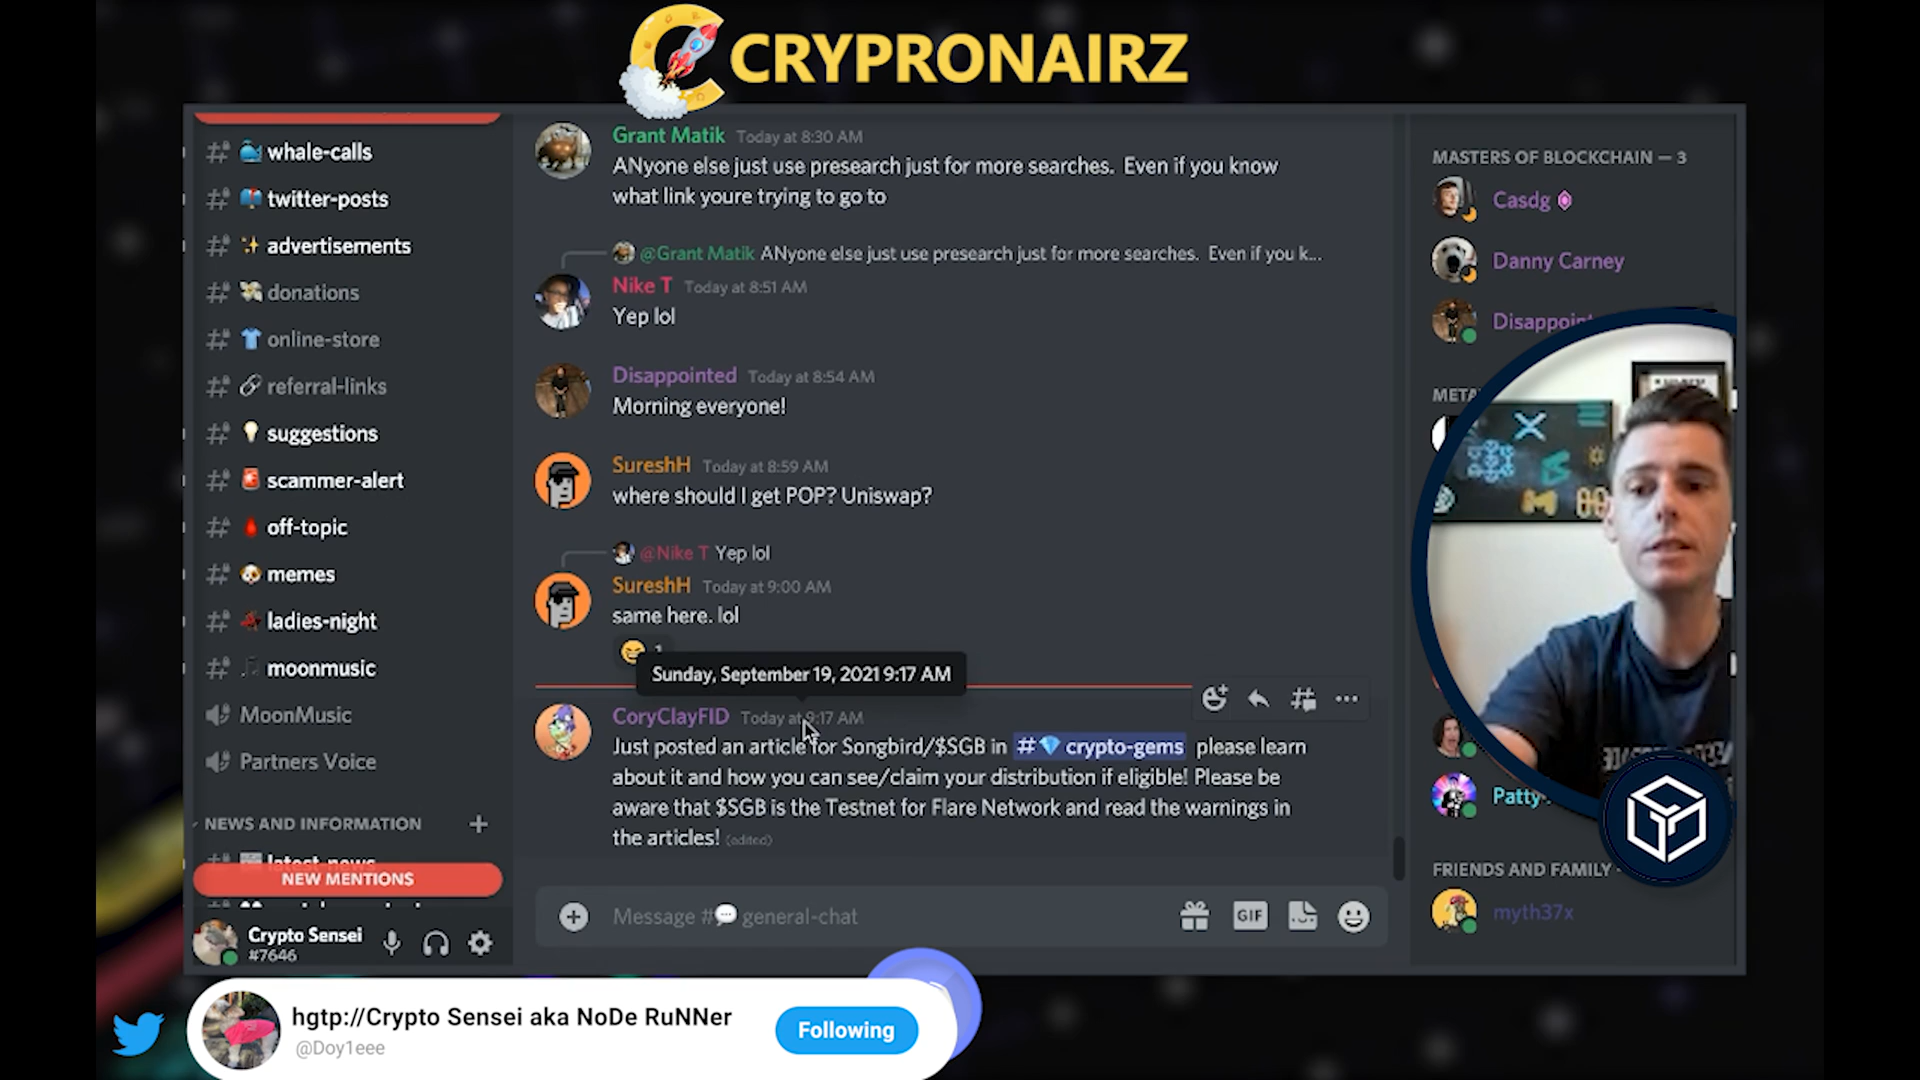 CRYPRONAIRZ
whale-calls
twitter-posts
advertisements
donations
online-store
referral-links
suggestions
scammer-alert
off-topic
memes
ladies-night
moonmusic
MoonMusic
Partners Voice
NEWS AND INFORMATION
latest-news
NEW MENTIONS
Crypto Sensei
#7646
Grant Matik Today at 8:30 AM
ANyone else just use presearch just for more searches. Even if you know
what link youre trying to go to
@Grant Matik ANyone else just use presearch just for more searches. Even if you k...
Nike T Today at 8:51 AM
Yep lol
Disappointed Today at 8:54 AM
Morning everyone!
SureshH Today at 8:59 AM
where should I get POP? Uniswap?
@Nike T Yep lol
SureshH Today at 9:00 AM
same here. lol
Sunday, September 19, 2021 9:17 AM
CoryClayFID Today at 9:17 AM
Just posted an article for Songbird/$SGB in # crypto-gems please learn
about it and how you can see/claim your distribution if eligible! Please be
aware that $SGB is the Testnet for Flare Network and read the warnings in
the articles! (edited)
Message # general-chat
GIF
MASTERS OF BLOCKCHAIN — 3
Casdg
Danny Carney
Disappoint
META
Patty
FRIENDS AND FAMILY -
myth37x
hgtp://Crypto Sensei aka NoDe RuNNer
@Doy1eee
Following